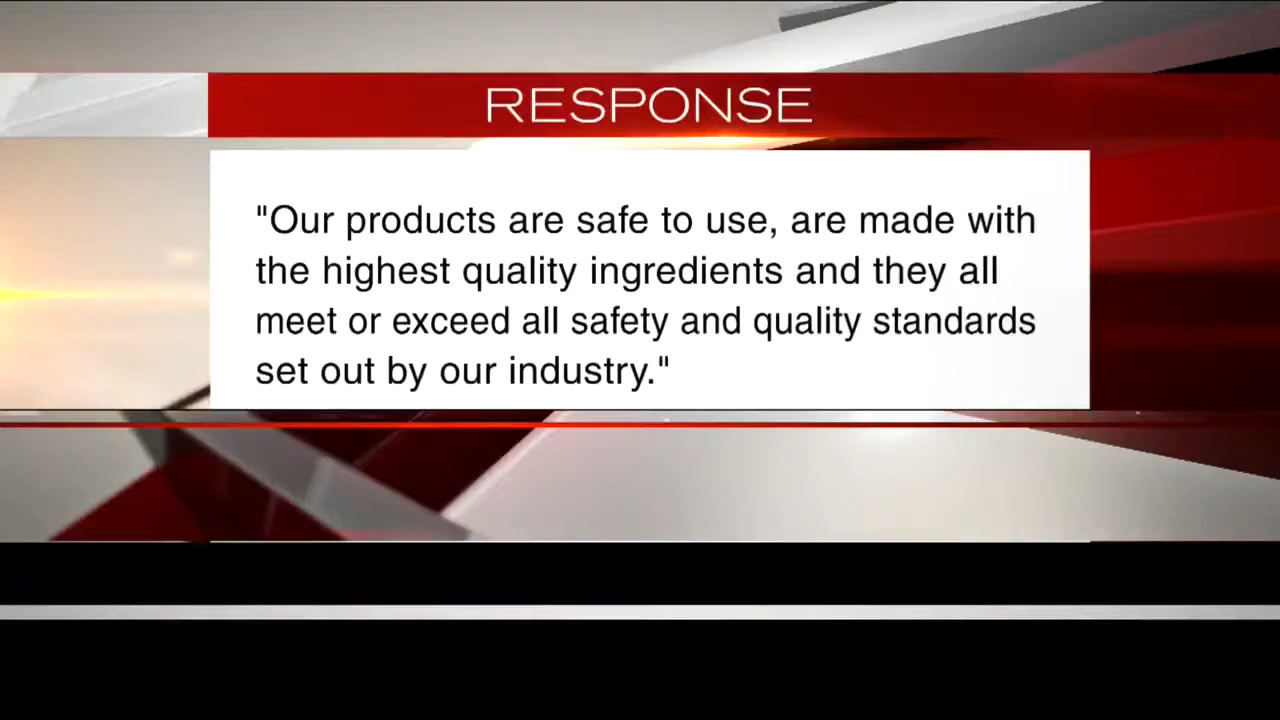 RESPONSE
"Our products are safe to use, are made with
the highest quality ingredients and they all
meet or exceed all safety and quality standards
set out by our industry."